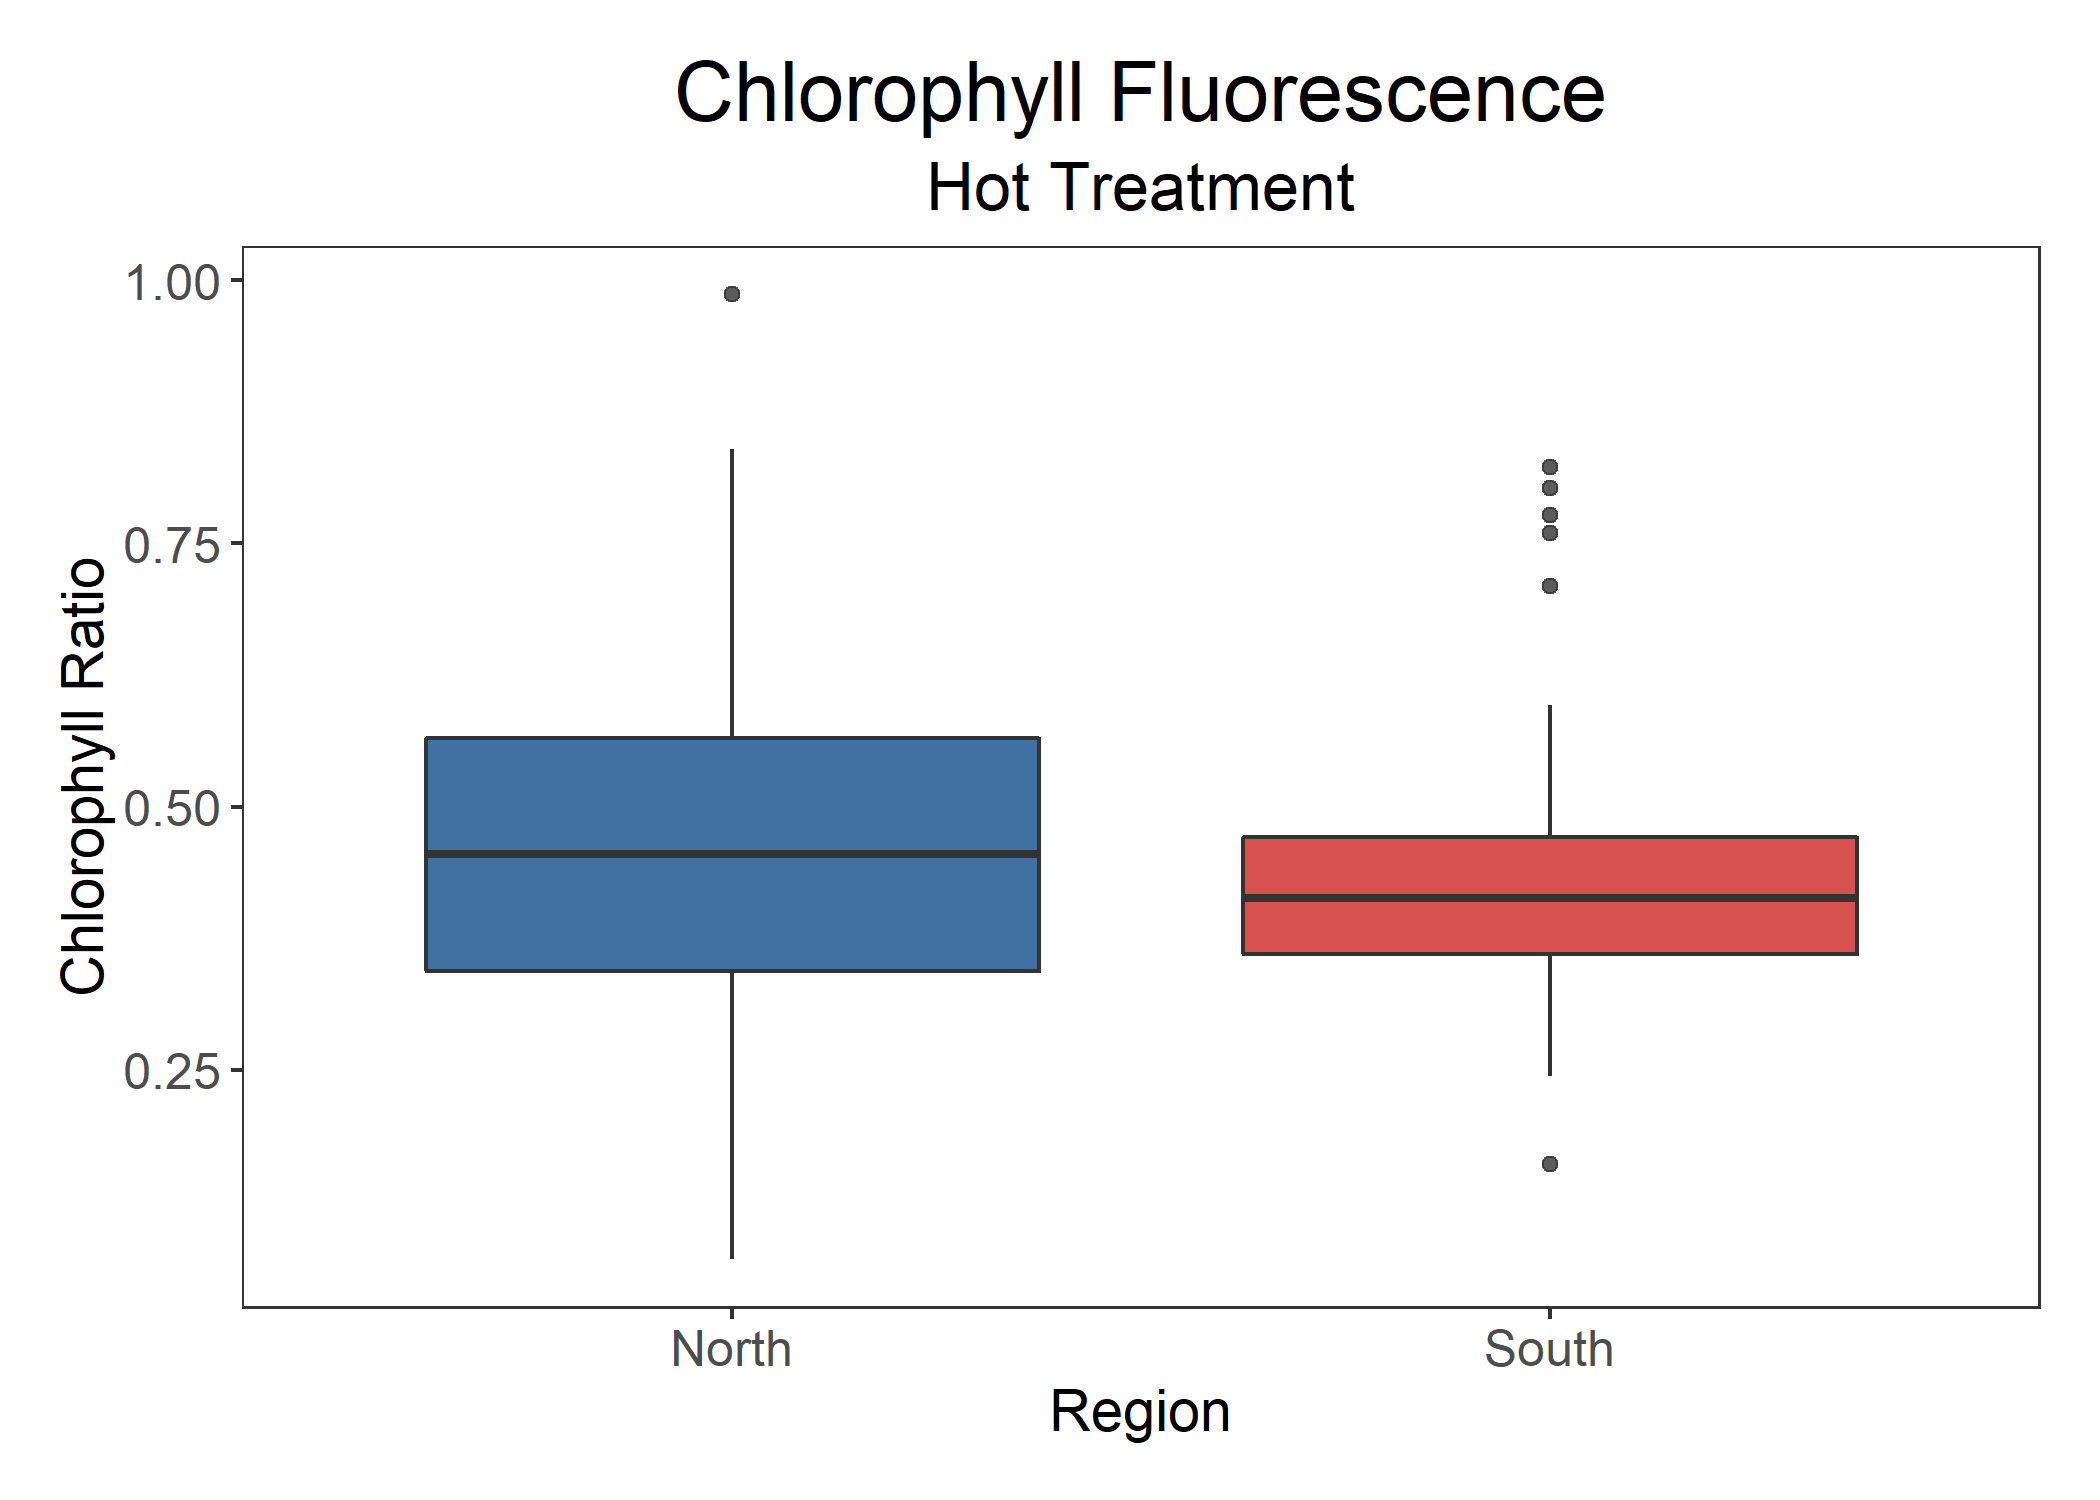 Chlorophyll Fluorescence
Hot Treatment
Chlorophyll Ratio
1.00
0.75
0.50
0.25
North South
Region